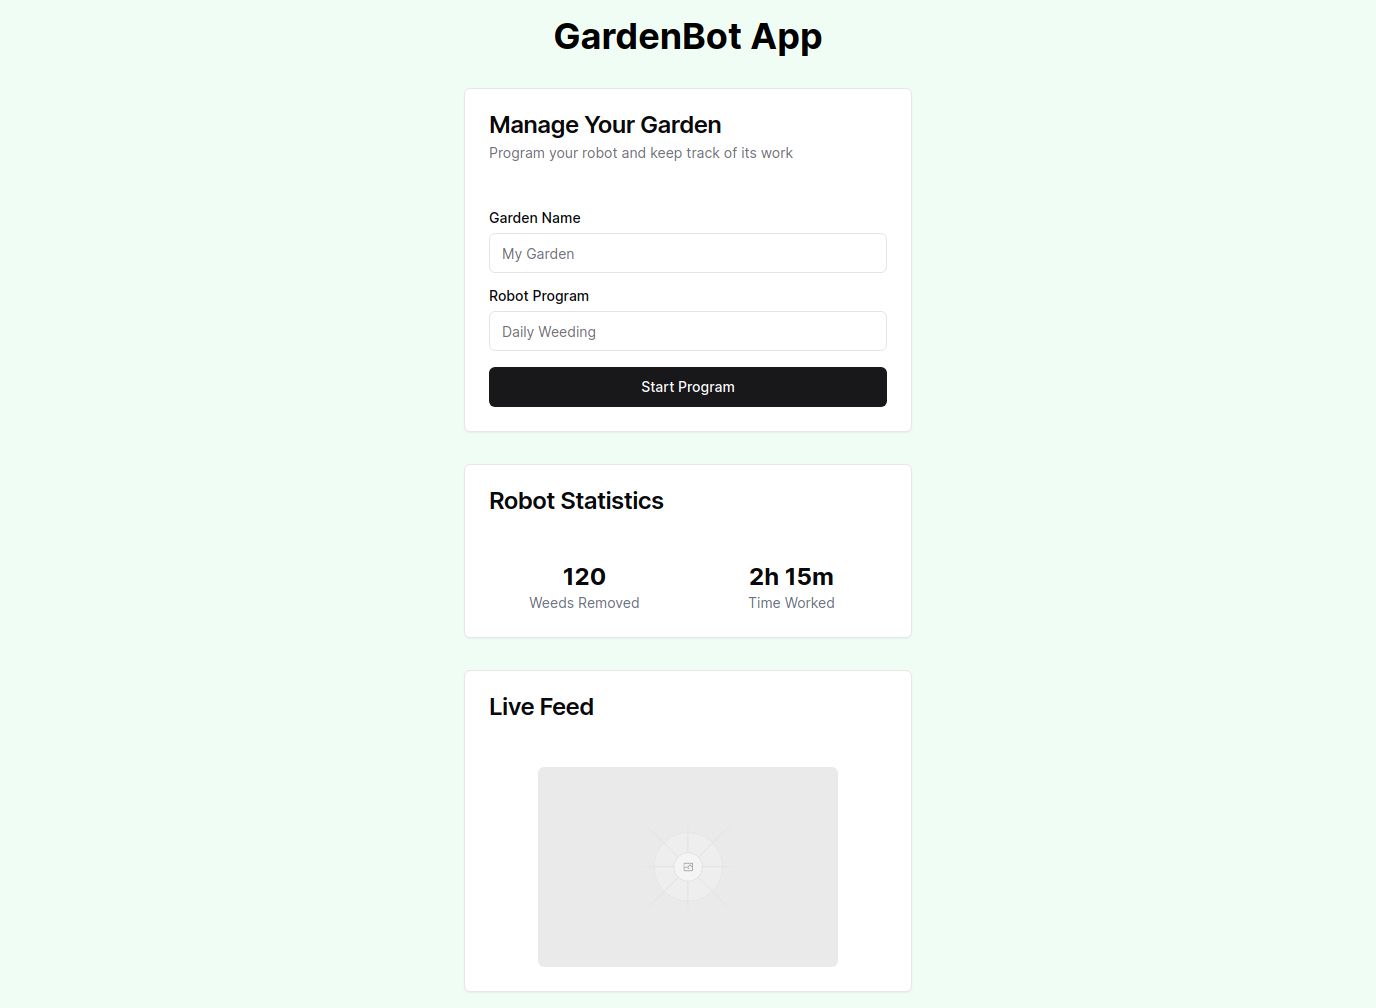 GardenBot App
Manage Your Garden
Program your robot and keep track of its work
Garden Name
My Garden
Robot Program
Daily Weeding
Start Program
Robot Statistics
120
Weeds Removed
2h 15m
Time Worked
Live Feed